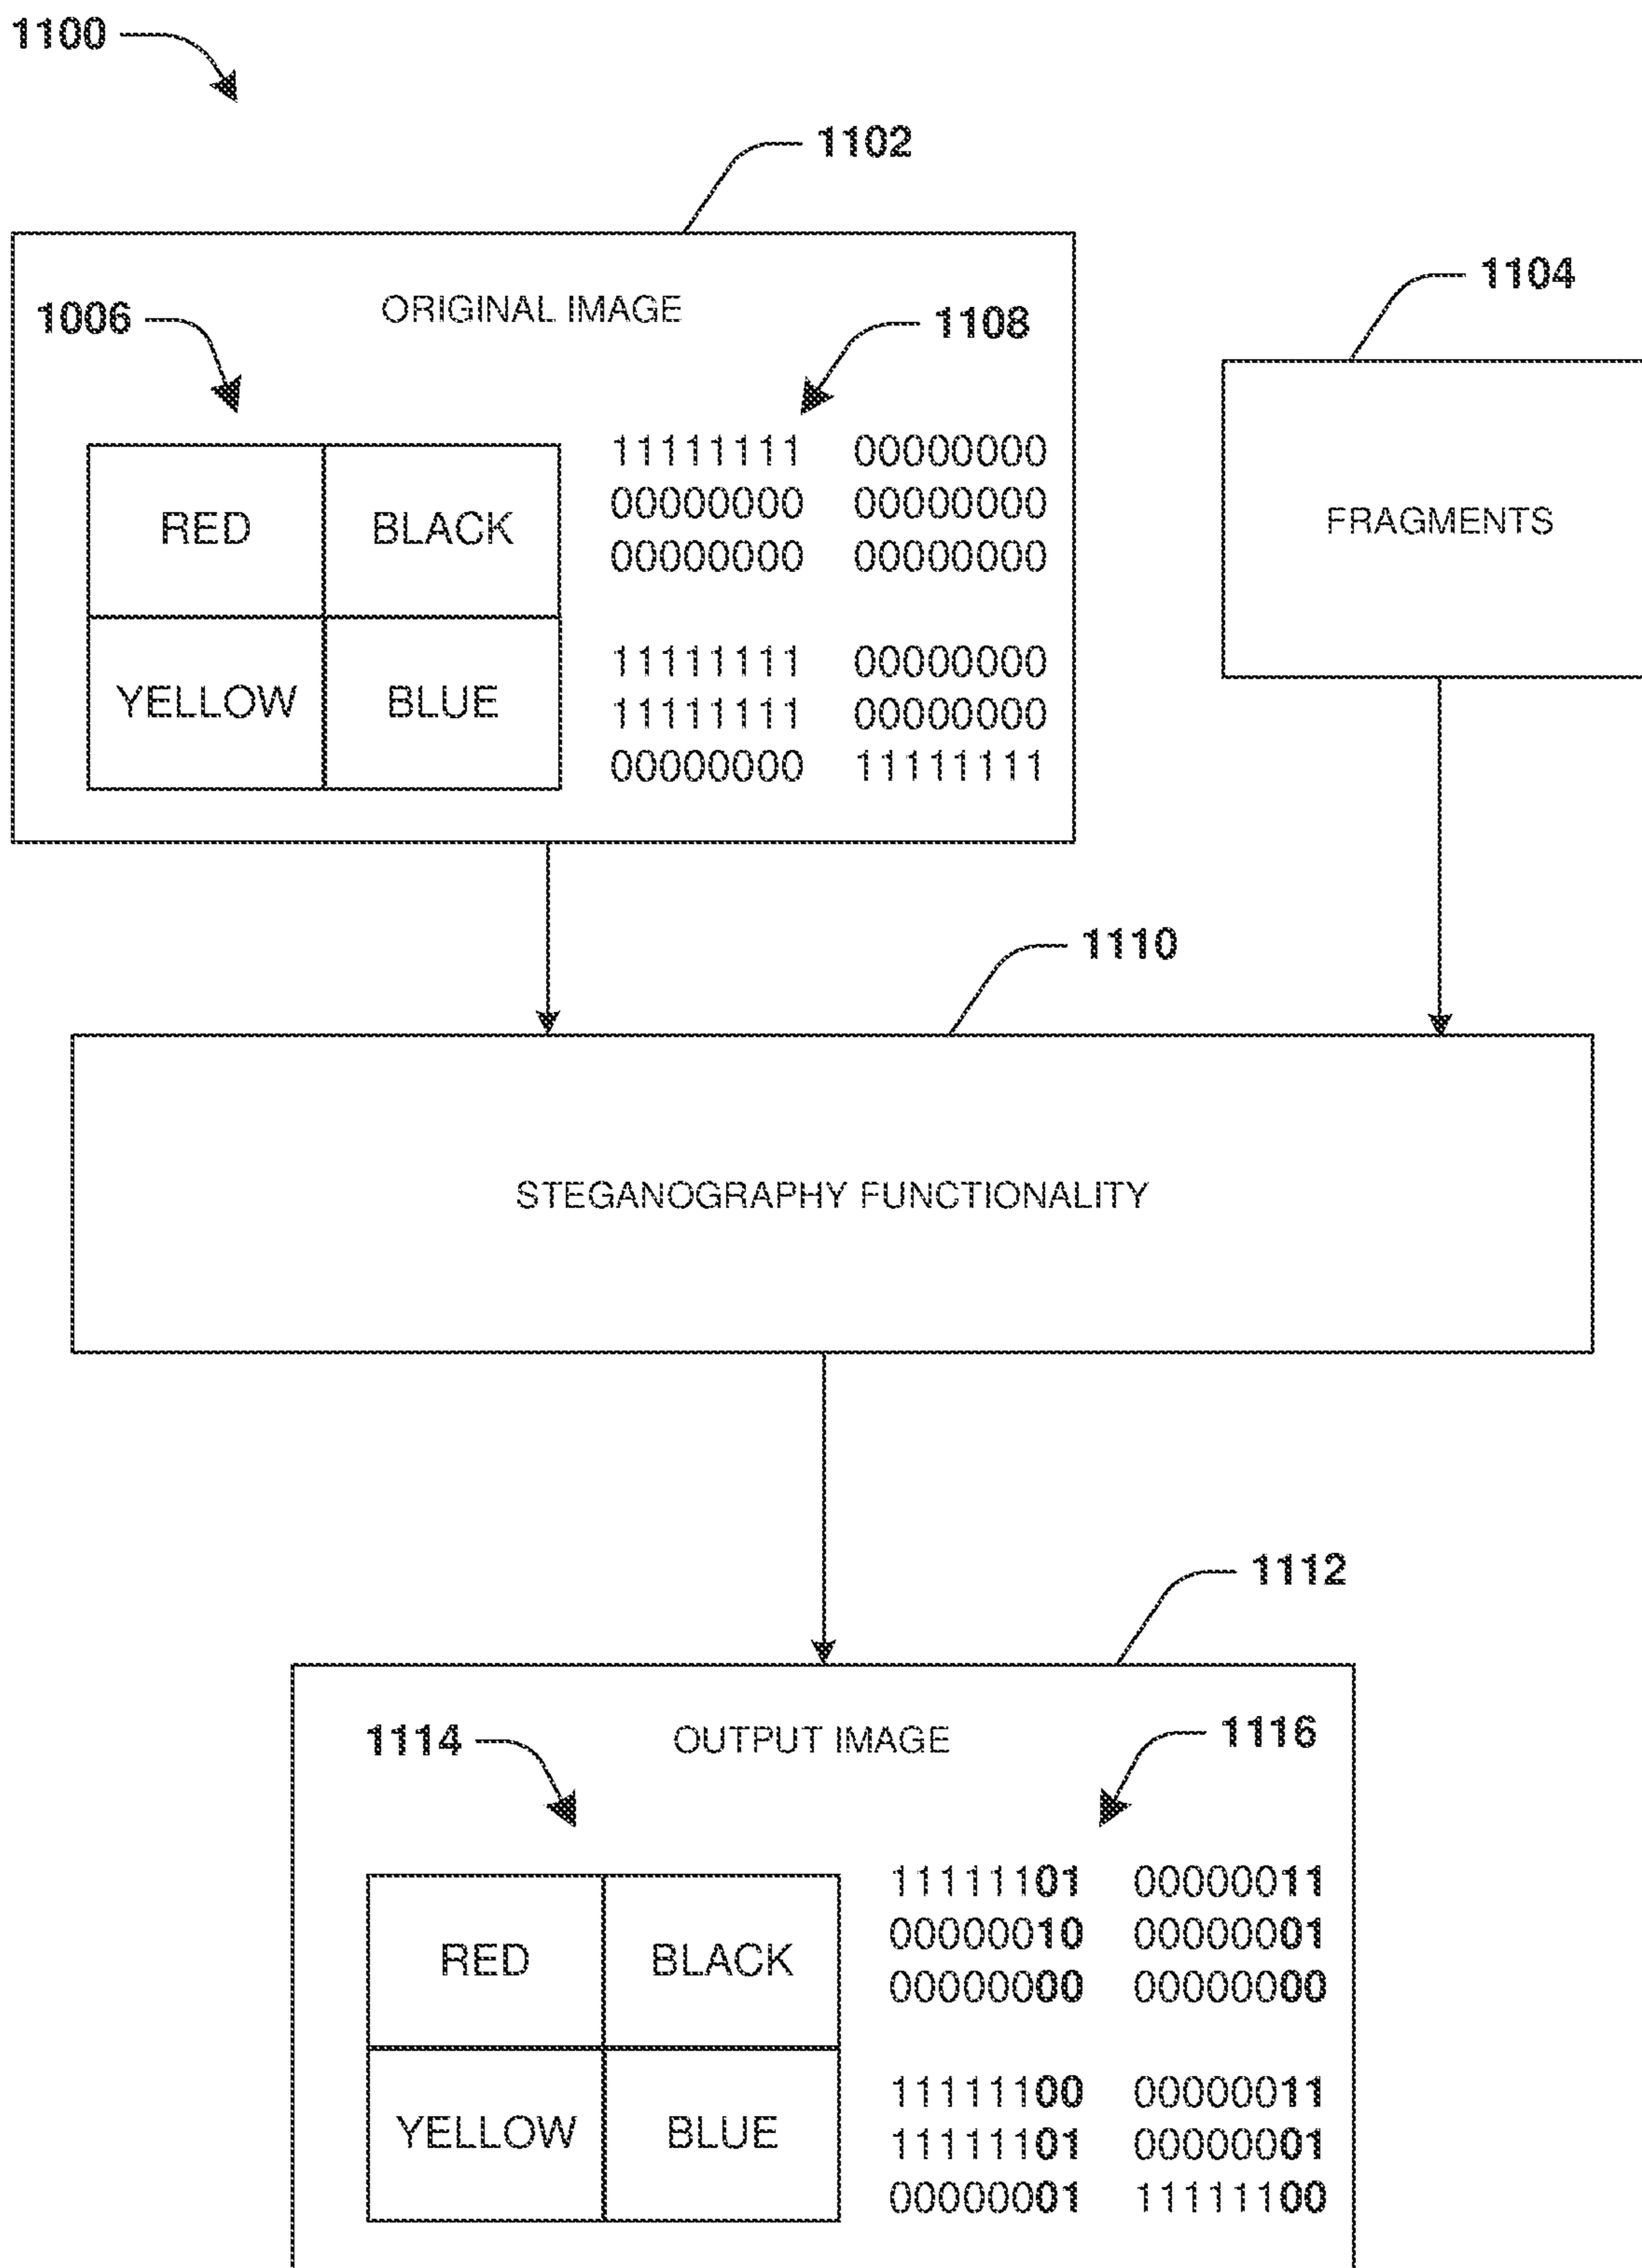 1100
1102
1104
ORIGINAL IMAGE
1006
1108
RED BLACK
YELLOW BLUE
11111111 00000000
00000000 00000000
00000000 00000000
11111111 00000000
11111111 00000000
00000000 11111111
FRAGMENTS
1110
STEGANOGRAPHY FUNCTIONALITY
1112
OUTPUT IMAGE
1114
1116
RED BLACK
YELLOW BLUE
11111101 00000011
00000010 00000001
00000000 00000000
11111100 00000011
11111101 00000001
00000001 11111100